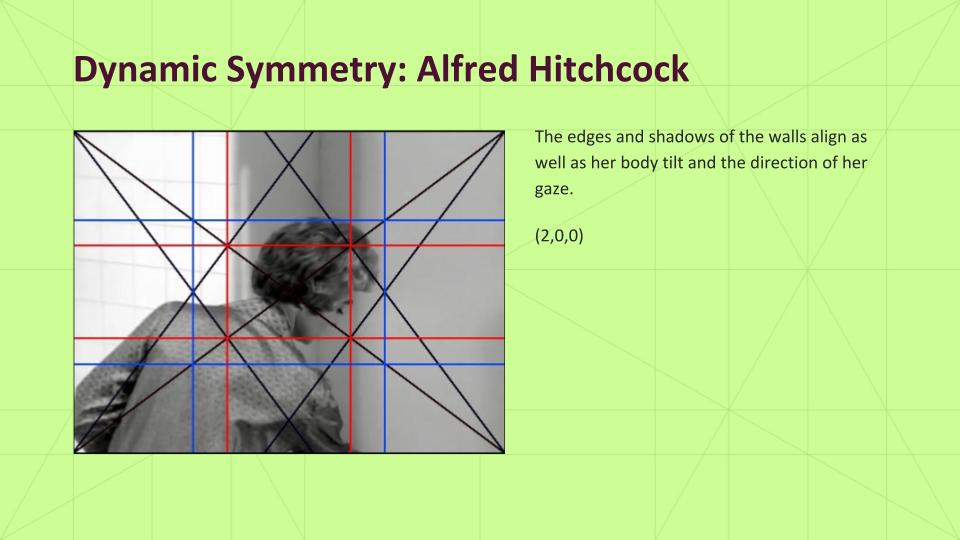 Dynamic Symmetry: Alfred Hitchcock
The edges and shadows of the walls align as
well as her body tilt and the direction of her
gaze.
(2,0,0)